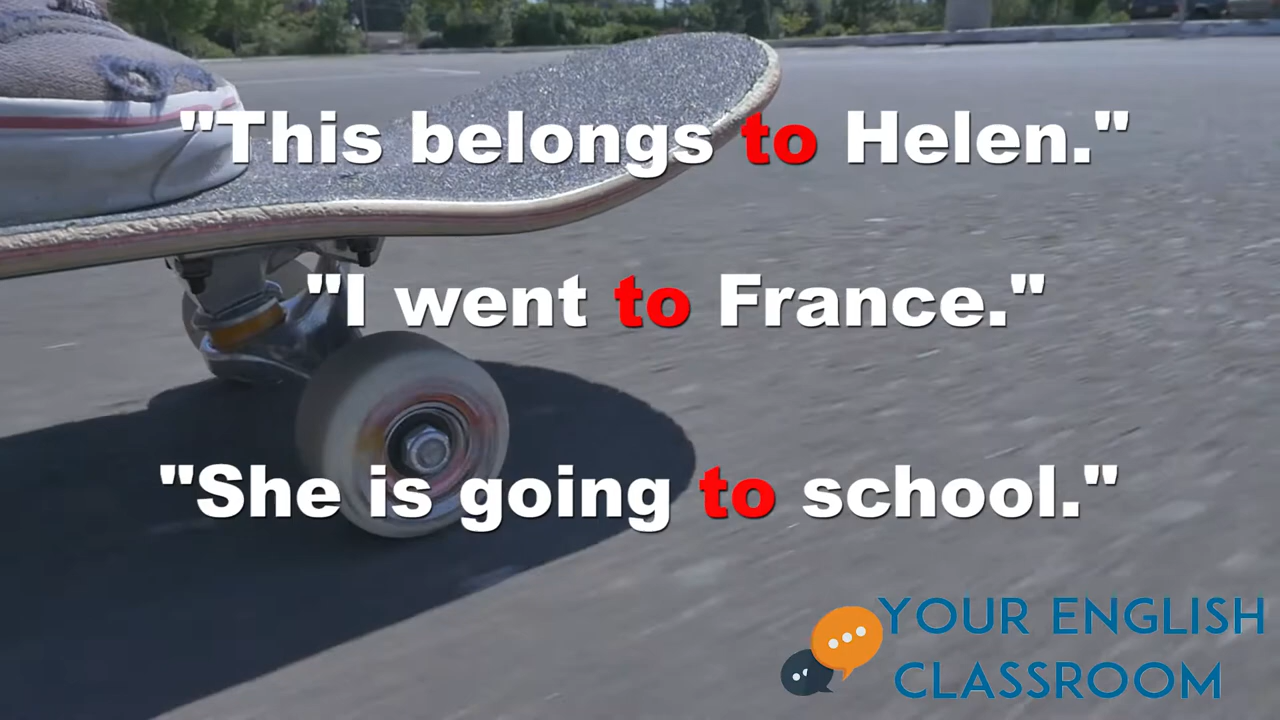 "This belongs to Helen."
"I went to France."
"She is going to school."
YOUR ENGLISH
CLASSROOM